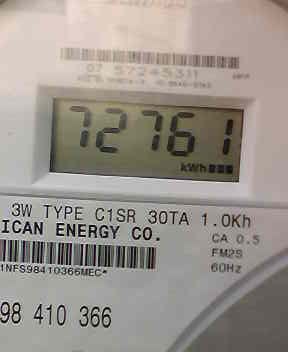 07 57245311
72761
kWh
3W TYPE C1SR 30TA 1.0Kh
ICAN ENERGY CO.
CA 0.5
FM2S
1NFS98410366MEC*
60Hz
98 410 366